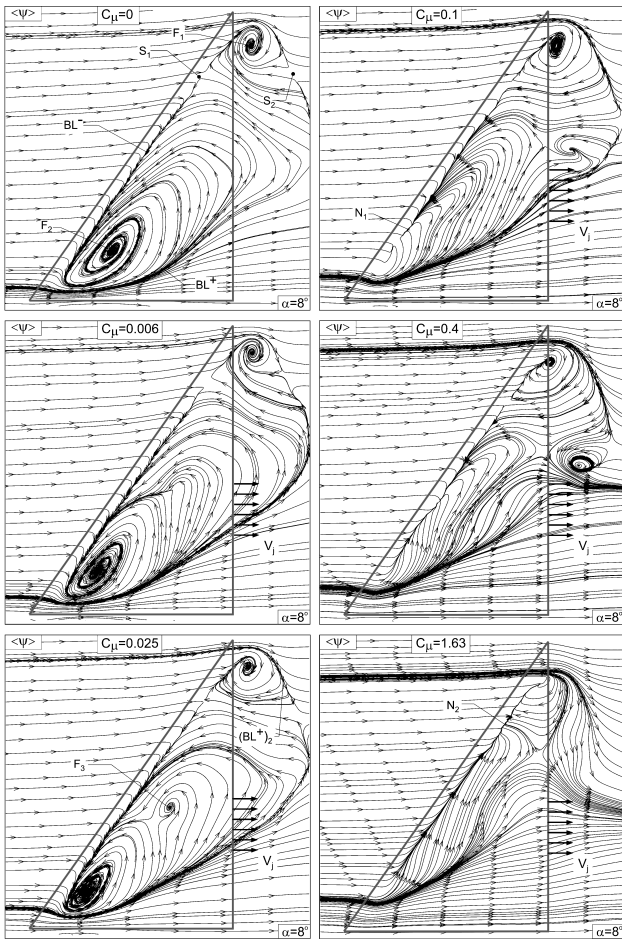 <Ψ> Cμ=0
F1
S1
S2
BL⁻
F2
BL⁺
α=8°
<Ψ> Cμ=0.1
N1
Vj
α=8°
<Ψ> Cμ=0.006
Vj
α=8°
<Ψ> Cμ=0.4
Vj
α=8°
<Ψ> Cμ=0.025
(BL⁺)2
F3
Vj
α=8°
<Ψ> Cμ=1.63
N2
Vj
α=8°